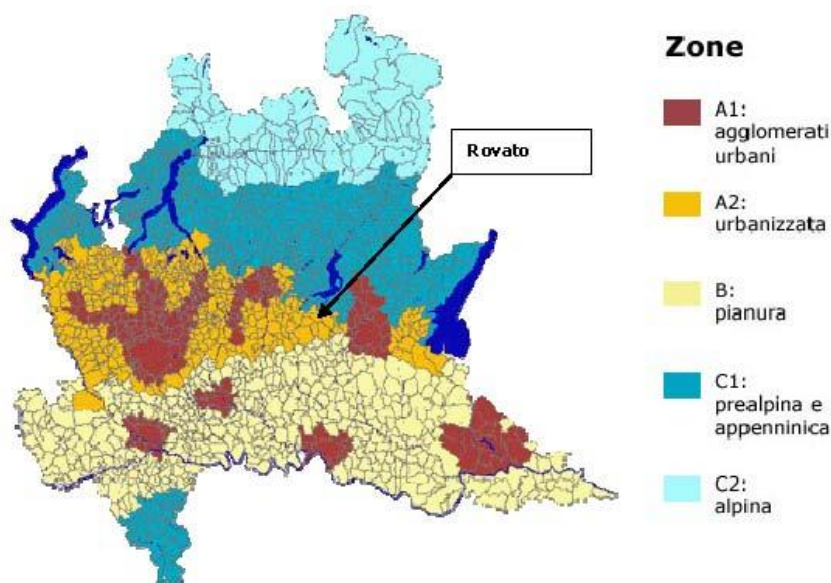 Rovato
Zone
A1:
agglomerati
urbani
A2:
urbanizzata
B:
pianura
C1:
prealpina e
appenninica
C2:
alpina